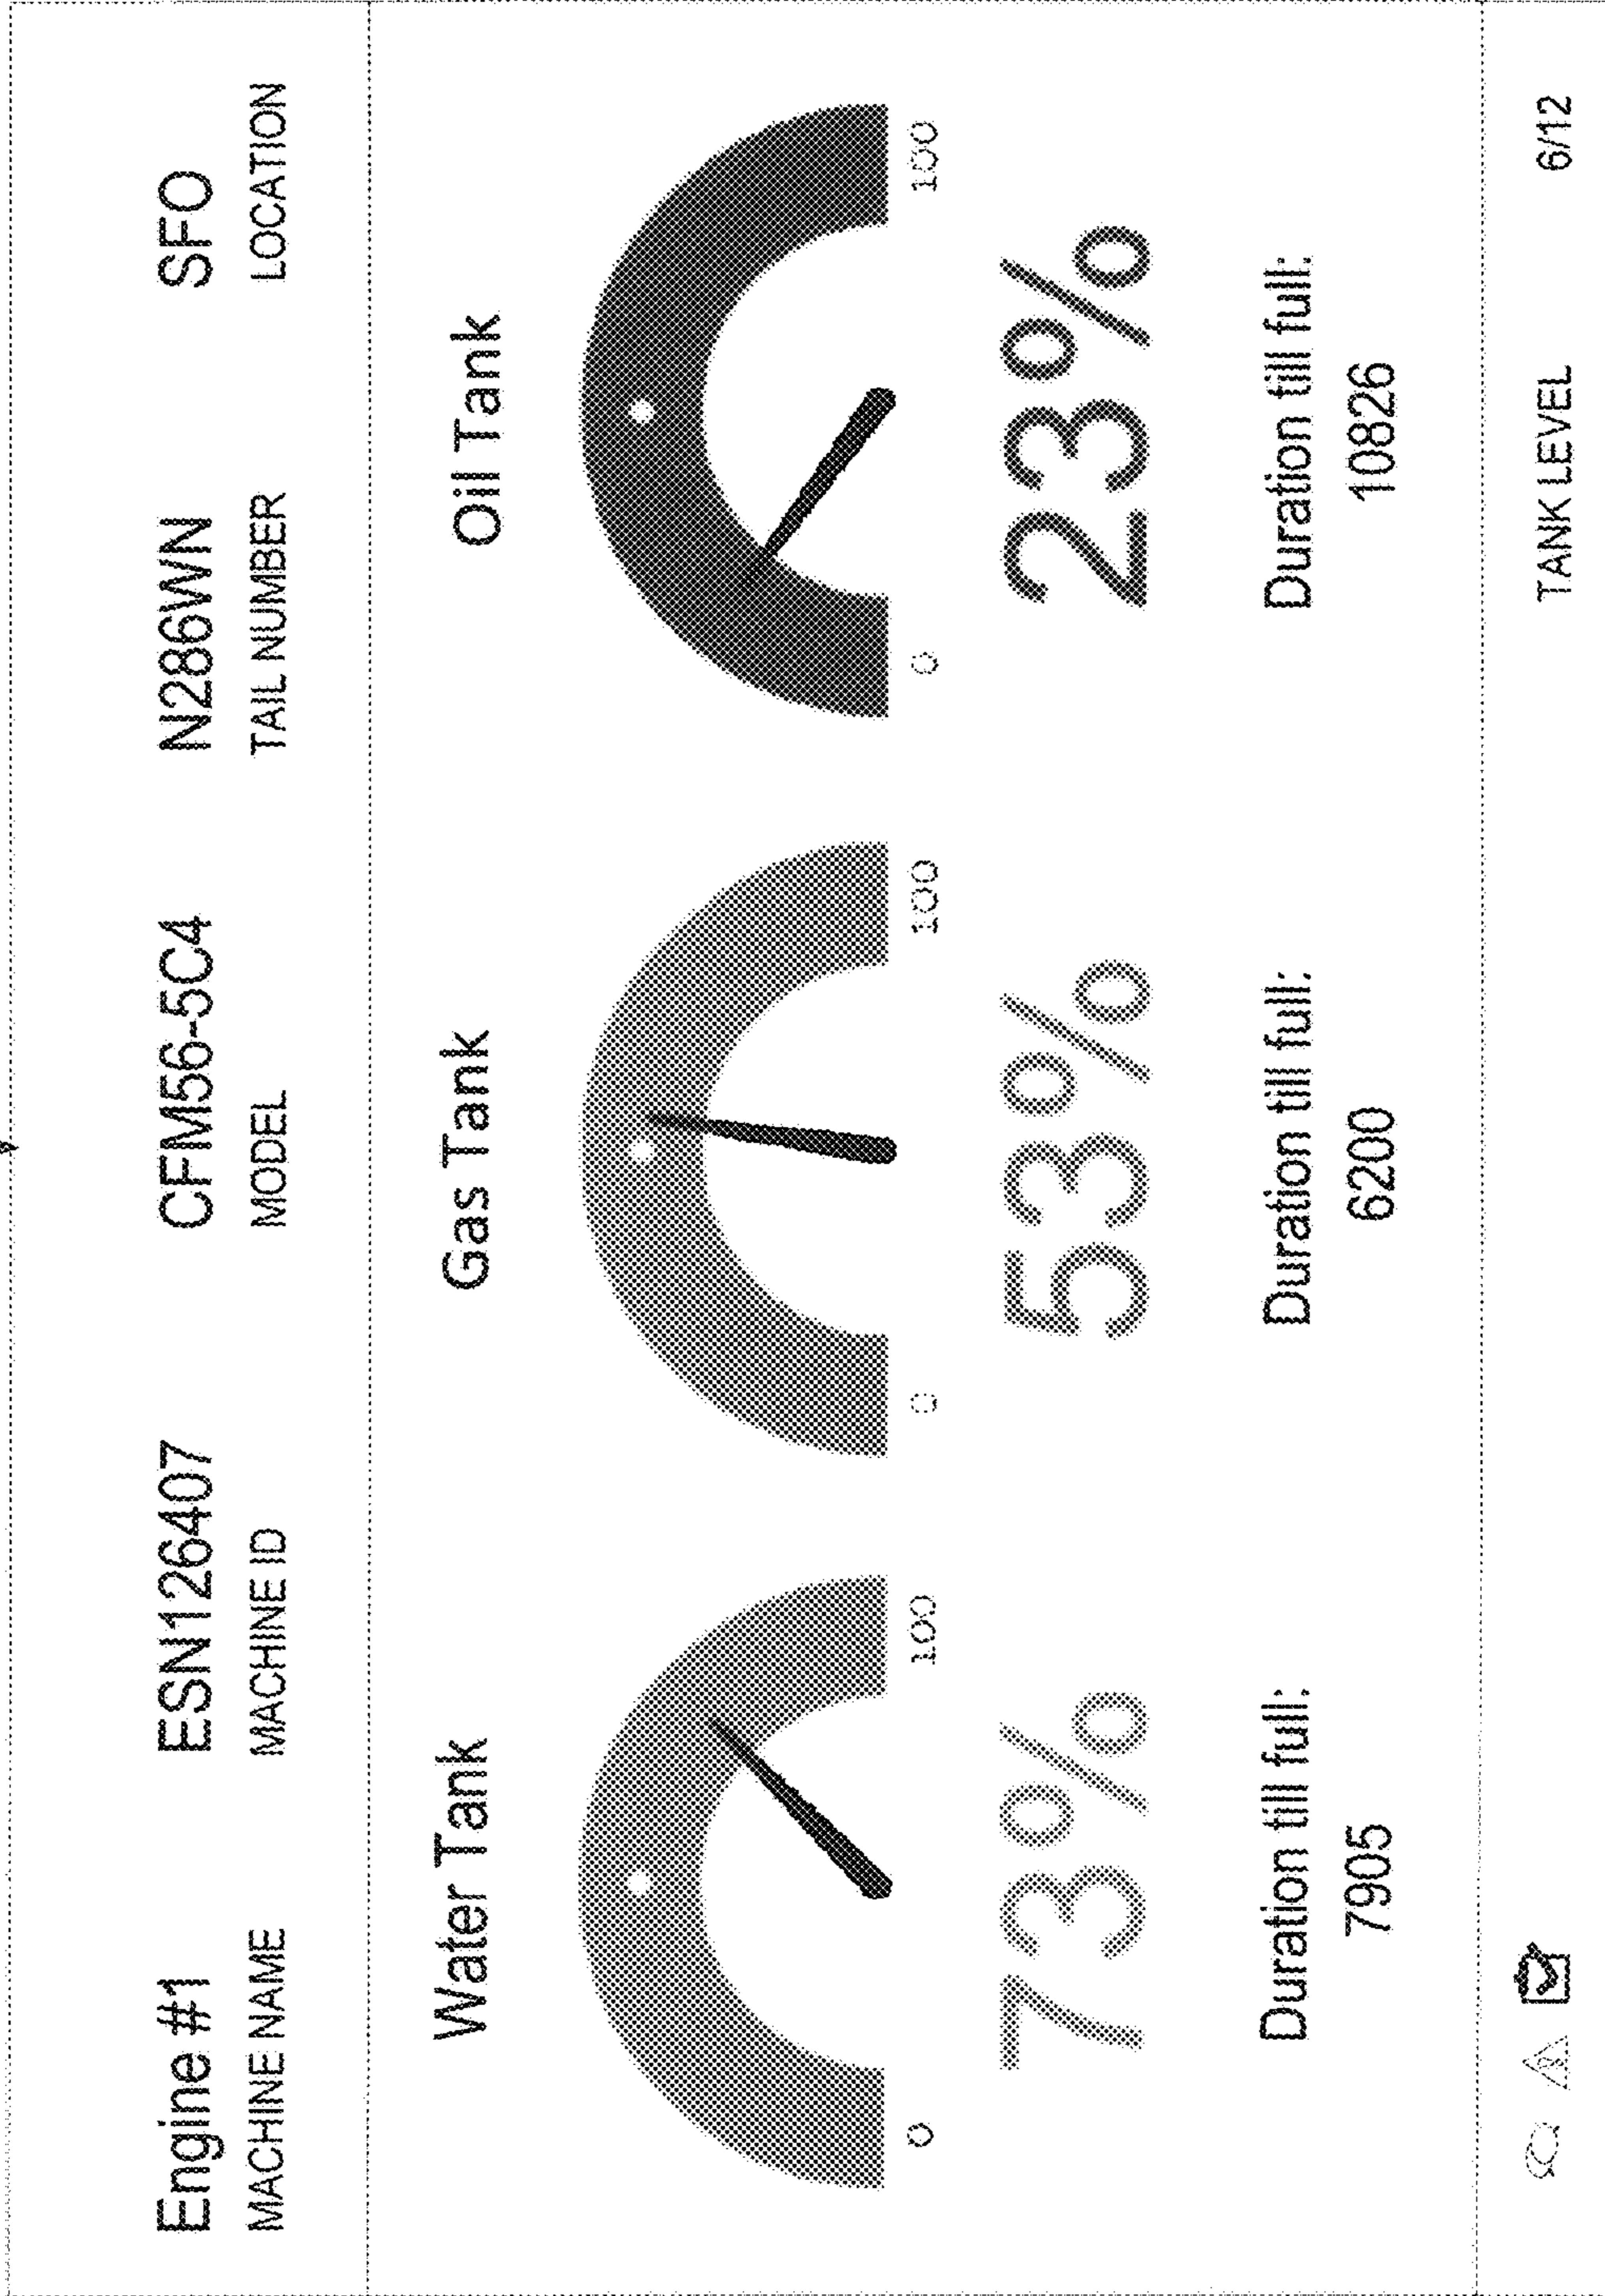 Engine #1 ESN126407 CFM56-5C4 N286WN SFO
MACHINE NAME MACHINE ID MODEL TAIL NUMBER LOCATION
Water Tank Gas Tank Oil Tank
0 100 0 100 0 100
73% 53% 23%
Duration till full: Duration till full: Duration till full:
7905 6200 10826
TANK LEVEL 6/12